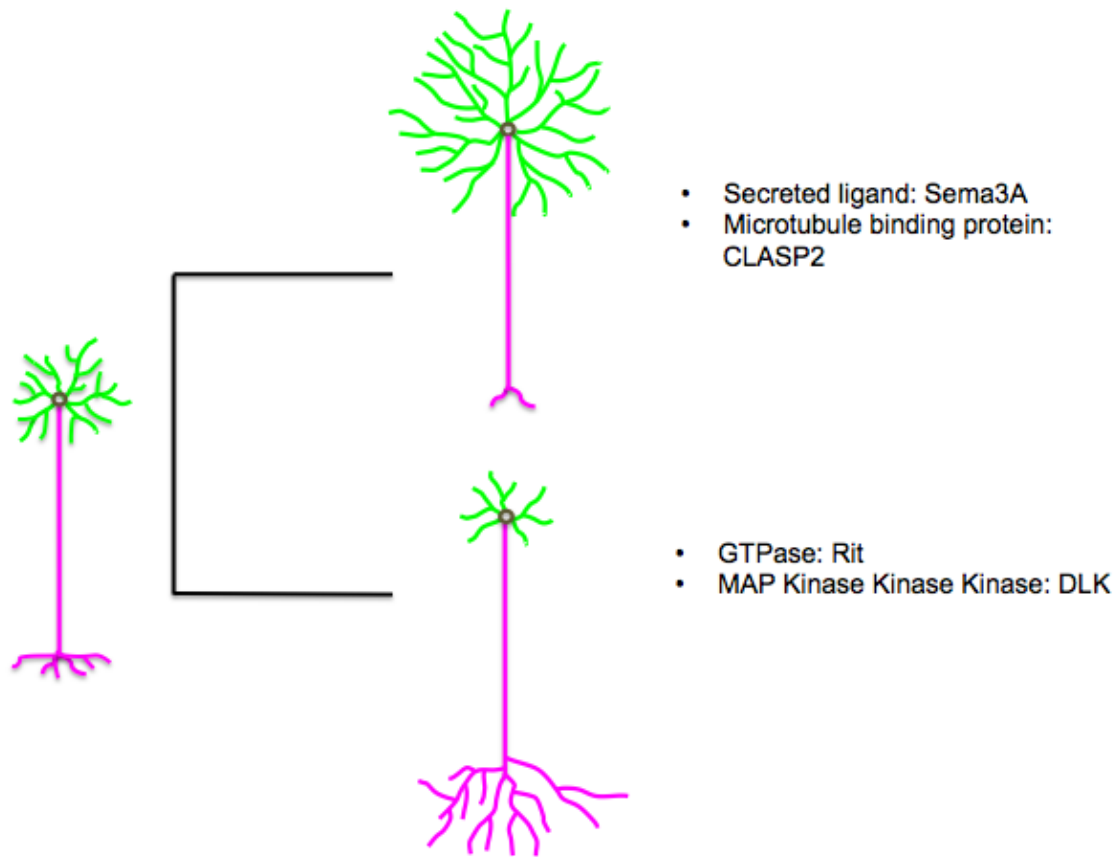 • Secreted ligand: Sema3A
• Microtubule binding protein:
CLASP2
• GTPase: Rit
• MAP Kinase Kinase Kinase: DLK